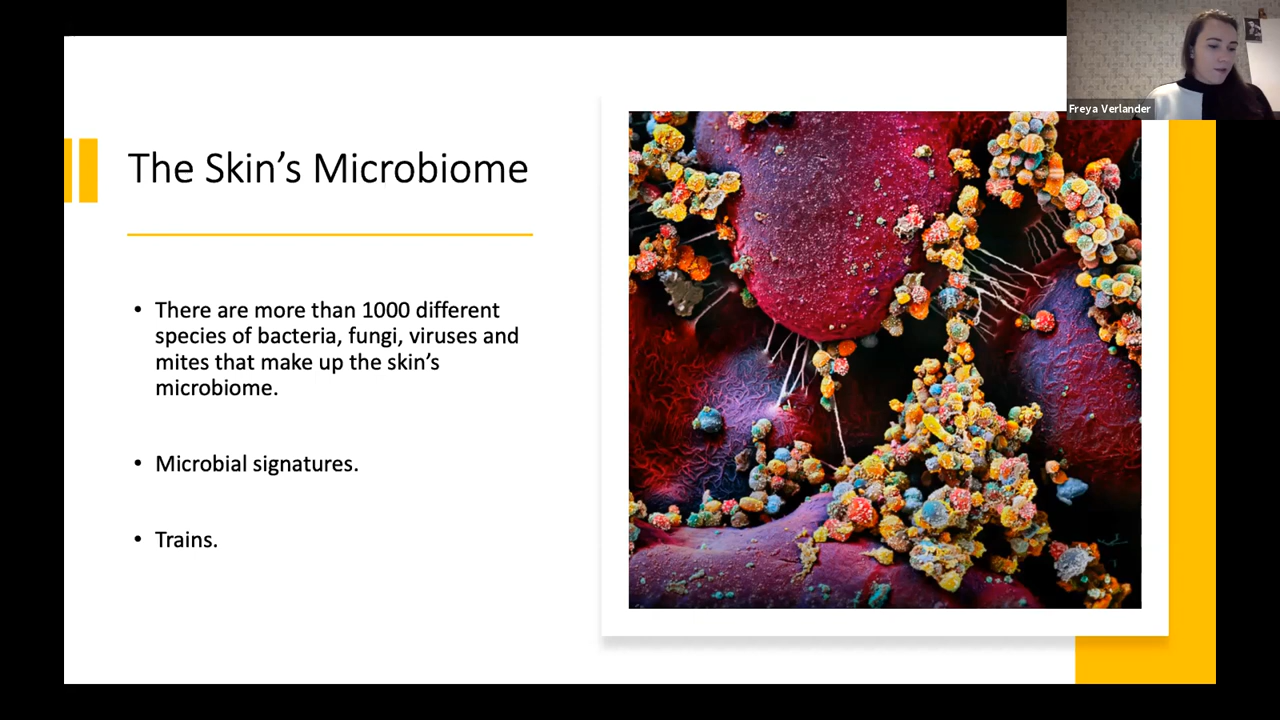 Freya Verlander
The Skin's Microbiome
• There are more than 1000 different
species of bacteria, fungi, viruses and
mites that make up the skin's
microbiome.
• Microbial signatures.
• Trains.